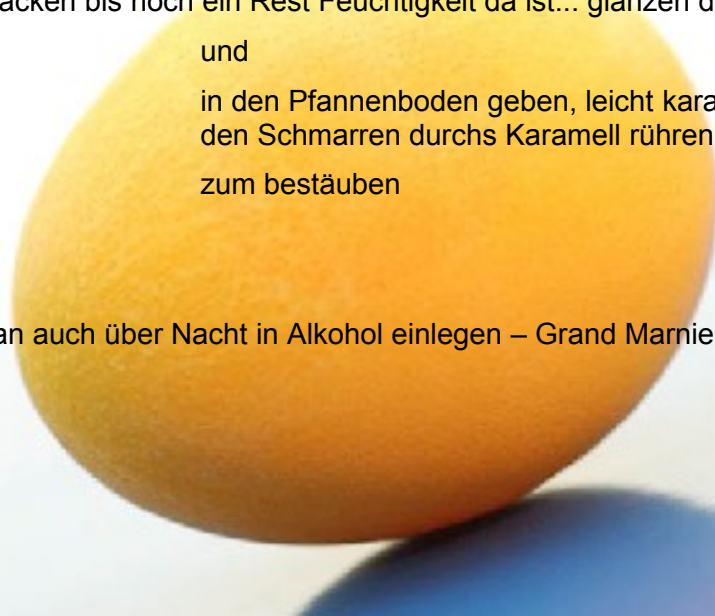 acken bis noch ein Rest Feuchtigkeit da ist... glänzen d
und
in den Pfannenboden geben, leicht kara
den Schmarren durchs Karamell rühren
zum bestäuben
an auch über Nacht in Alkohol einlegen – Grand Marnie